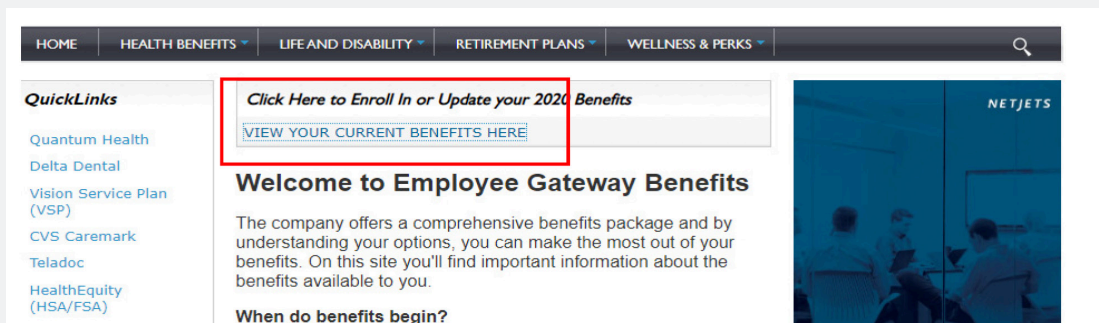 HOME HEALTH BENEFITS LIFE AND DISABILITY RETIREMENT PLANS WELLNESS & PERKS
QuickLinks
Quantum Health
Delta Dental
Vision Service Plan
(VSP)
CVS Caremark
Teladoc
HealthEquity
(HSA/FSA)
Click Here to Enroll In or Update your 2020 Benefits
VIEW YOUR CURRENT BENEFITS HERE
Welcome to Employee Gateway Benefits
The company offers a comprehensive benefits package and by
understanding your options, you can make the most out of your
benefits. On this site you'll find important information about the
benefits available to you.
When do benefits begin?
NETJETS